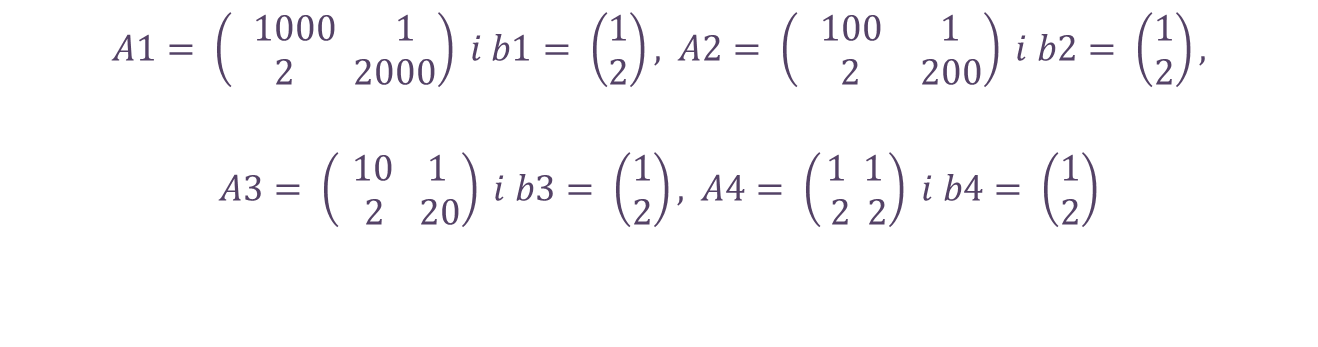 A1 = ( 1000 1 2 2000 ) i b1 = ( 1 2 ), A2 = ( 100 1 2 200 ) i b2 = ( 1 2 ),
A3 = ( 10 1 2 20 ) i b3 = ( 1 2 ), A4 = ( 1 1 2 2 ) i b4 = ( 1 2 )